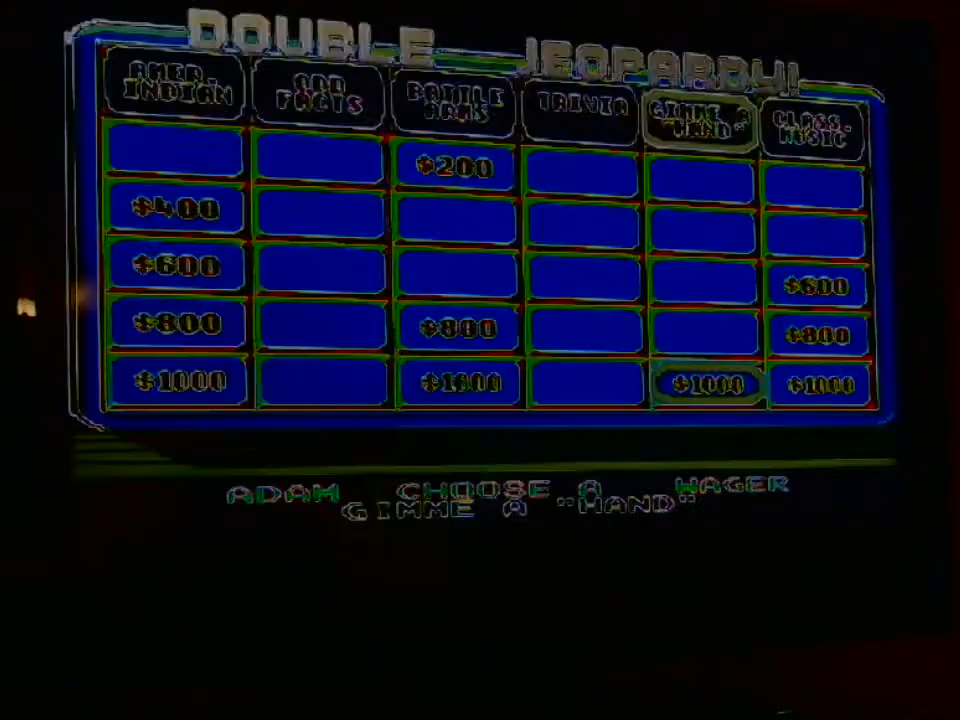 DOUBLE JEOPARDY!
AMER.
INDIAN
ODD
FACTS
BATTLE
ARMS
TRIVIA
GIMME A
"HAND"
CLASS.
MUSIC
$200
$400
$600 $600
$800 $800 $800
$1000 $1000 $1000 $1000
ADAM CHOOSE A WAGER
GIMME A "HAND"